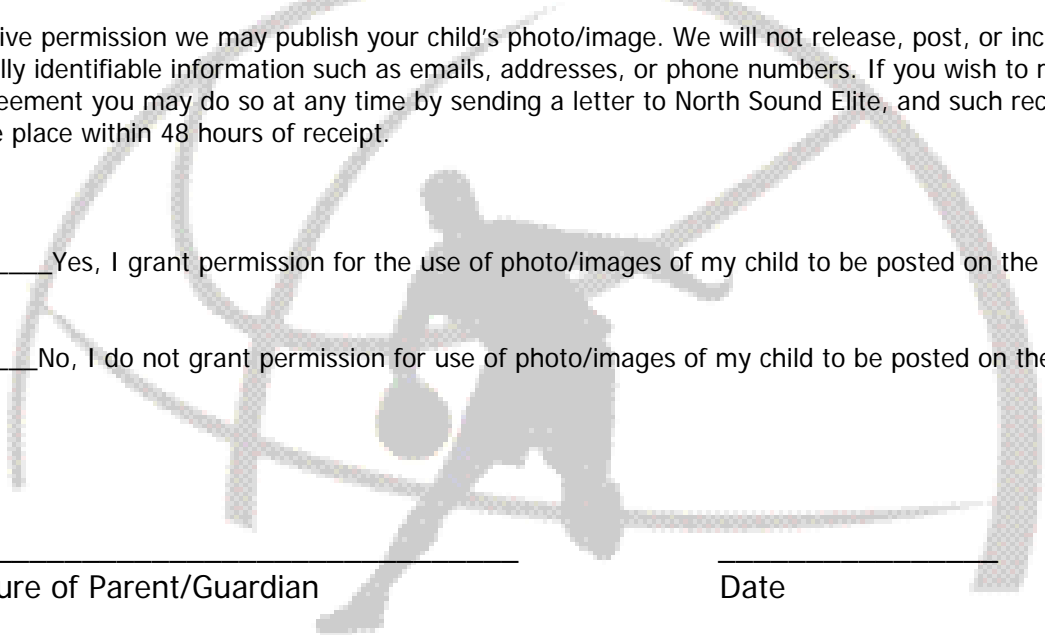 ive permission we may publish your child's photo/image. We will not release, post, or inc
lly identifiable information such as emails, addresses, or phone numbers. If you wish to r
eement you may do so at any time by sending a letter to North Sound Elite, and such rec
e place within 48 hours of receipt.
____Yes, I grant permission for the use of photo/images of my child to be posted on the
___No, I do not grant permission for use of photo/images of my child to be posted on the
______________________________ ________________
ure of Parent/Guardian Date